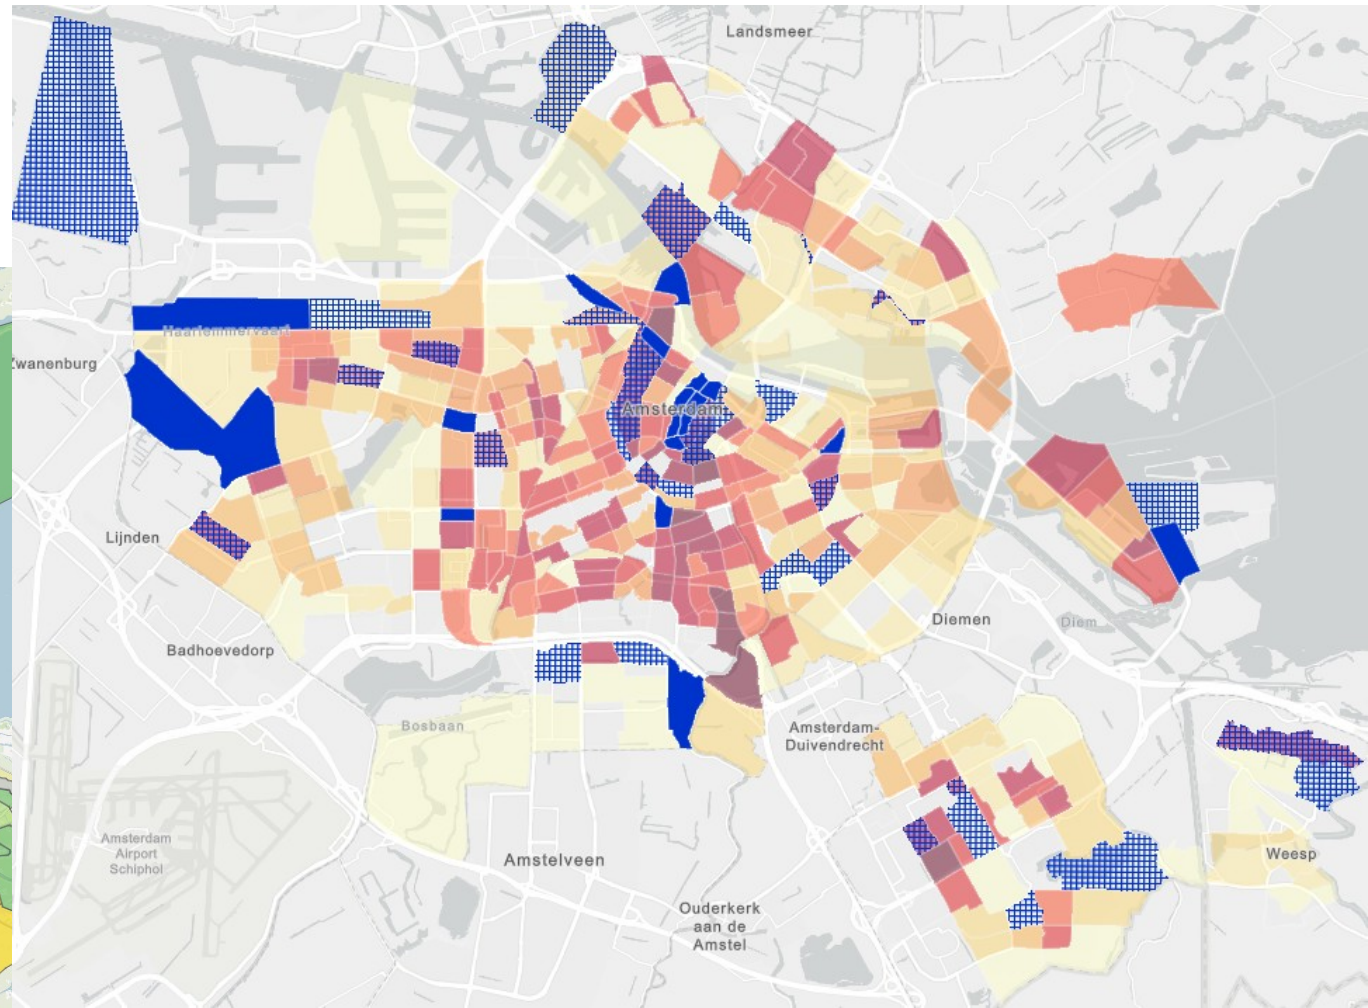 Landsmeer
Haarlemmervaart
Zwanenburg
Amsterdam
Lijnden
Diemen
Diem
Badhoevedorp
Bosbaan
Amsterdam-
Duivendrecht
Amsterdam
Airport
Schiphol
Amstelveen
Weesp
Ouderkerk
aan de
Amstel